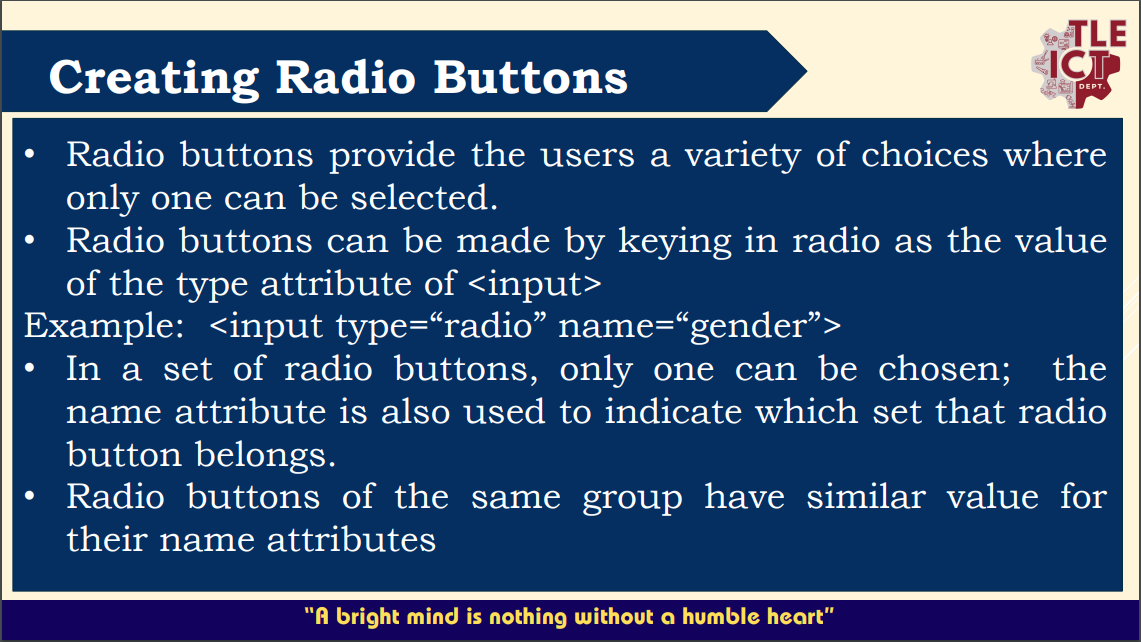 Creating Radio Buttons
TLE
ICT
DEPT.
• Radio buttons provide the users a variety of choices where
only one can be selected.
• Radio buttons can be made by keying in radio as the value
of the type attribute of <input>
Example: <input type=“radio” name=“gender”>
• In a set of radio buttons, only one can be chosen; the
name attribute is also used to indicate which set that radio
button belongs.
• Radio buttons of the same group have similar value for
their name attributes
“A bright mind is nothing without a humble heart”